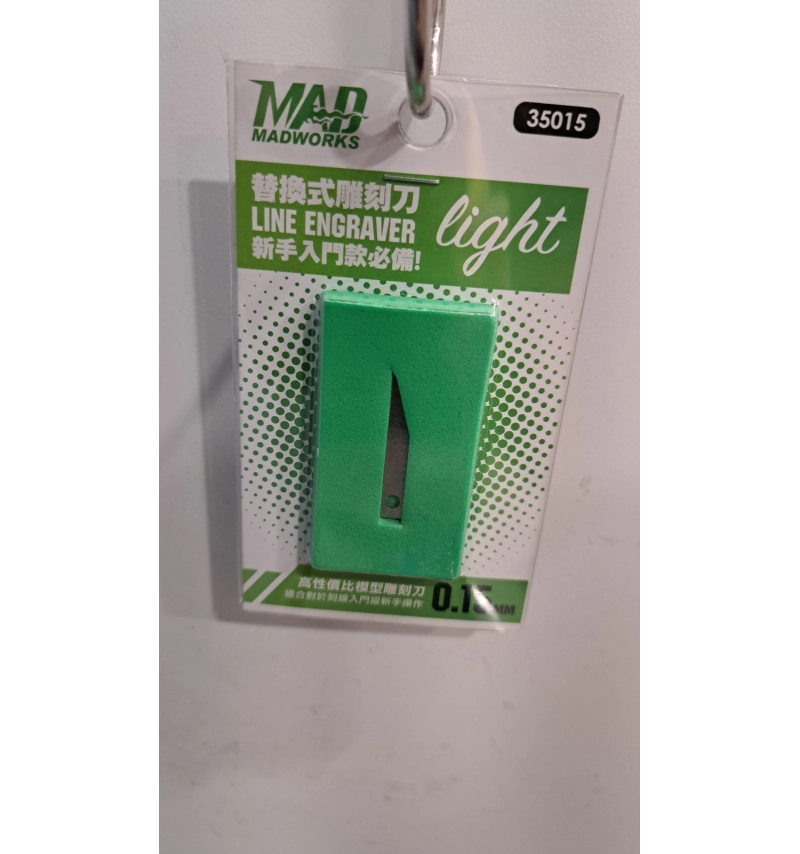 MAD
MADWORKS
35015
替換式雕刻刀
LINE ENGRAVER
light
新手入門款必備!
高性價比模型雕刻刀
適合對於刻線入門級新手操作
0.15MM